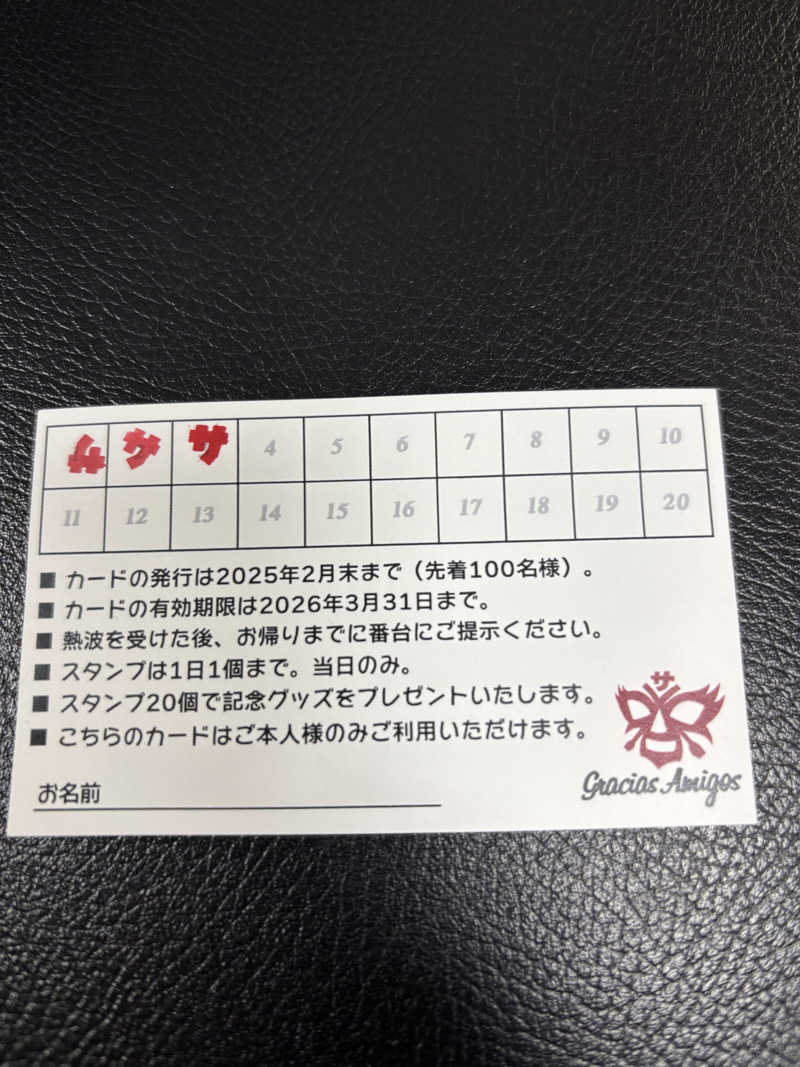 サ サ サ 4 5 6 7 8 9 10
11 12 13 14 15 16 17 18 19 20
■ カードの発行は2025年2月末まで（先着100名様）。
■ カードの有効期限は2026年3月31日まで。
■ 熱波を受けた後、お帰りまでに番台にご提示ください。
■ スタンプは1日1個まで。当日のみ。
■ スタンプ20個で記念グッズをプレゼントいたします。
■ こちらのカードはご本人様のみご利用いただけます。
サ
Gracias Amigos
お名前